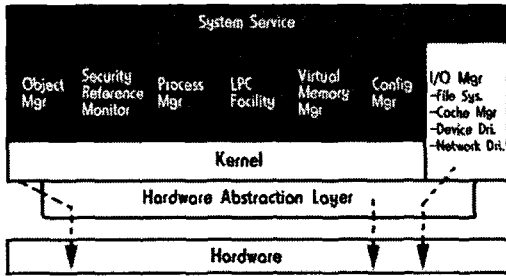 System Service
Object Mgr
Security Reference Monitor
Process Mgr
LPC Facility
Virtual Memory Mgr
Config Mgr
I/O Mgr
-File Sys.
-Cache Mgr
-Device Dri.
-Network Dri.
Kernel
Hardware Abstraction Layer
Hardware